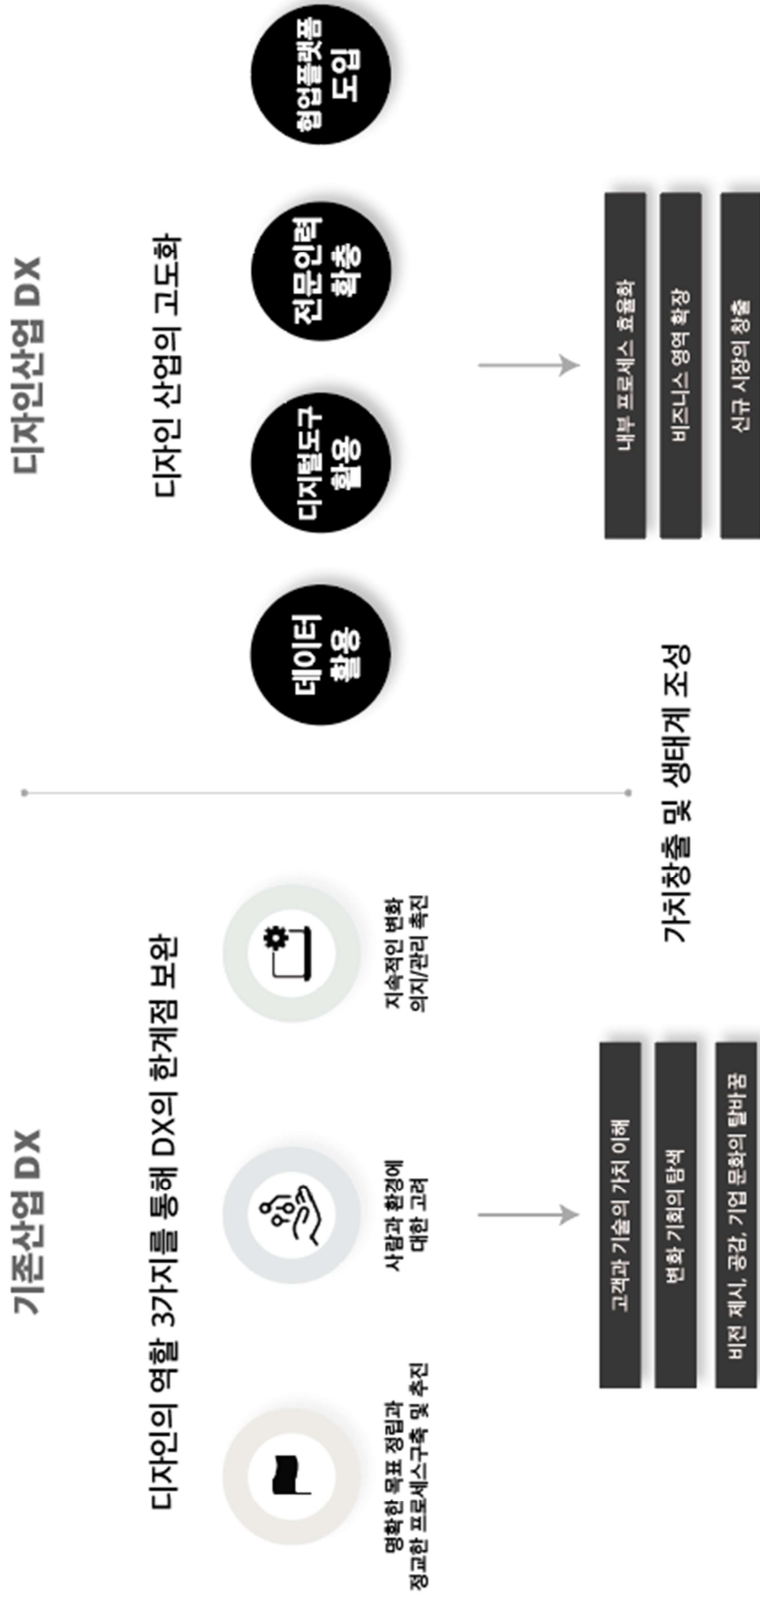 기존산업 DX
디자인의 역할 3가지를 통해 DX의 한계점 보완
명확한 목표 정립과
정교한 프로세스구축 및 추진
사람과 환경에
대한 고려
지속적인 변화
의지/관리 촉진
고객과 기술의 가치 이해
변화 기회의 탐색
비전 제시, 공감, 기업 문화의 탈바꿈
가치창출 및 생태계 조성
디자인산업 DX
디자인 산업의 고도화
데이터
활용
디지털도구
활용
전문인력
확충
협업플랫폼
도입
내부 프로세스 효율화
비즈니스 영역 확장
신규 시장의 창출